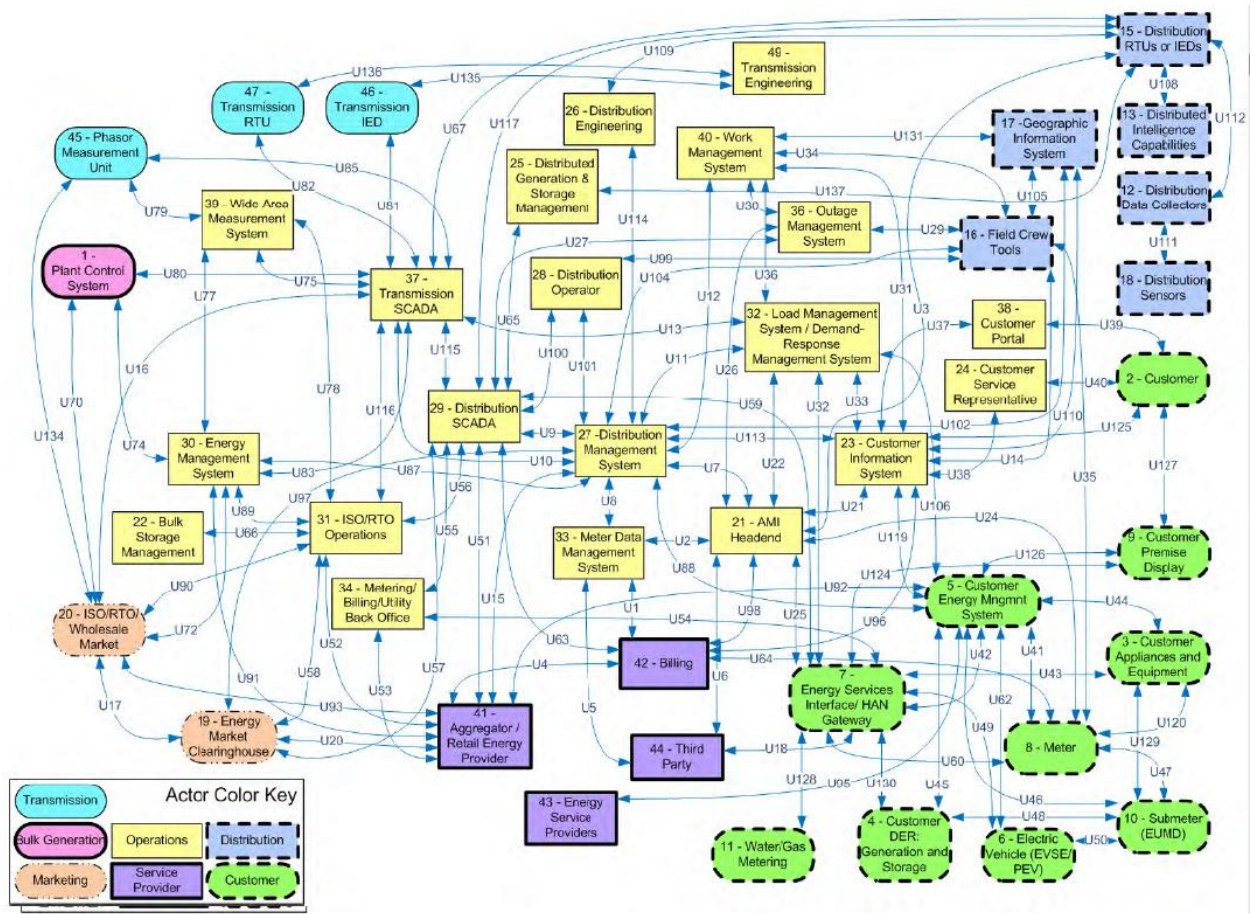 15 - Distribution
RTUs or IEDs
U109
49 -
Transmission
Engineering
U136
U135
U108
47 -
Transmission
RTU
46 -
Transmission
IED
U67
U117
26 - Distribution
Engineering
U112
13 - Distributed
Intelligence
Capabilities
17 -Geographic
Information
System
40 - Work
Management
System
U131
U34
45 - Phasor
Measurement
Unit
U85
25 - Distributed
Generation &
Storage
Management
U137
U82
U81
U105
12 - Distribution
Data Collectors
39 - Wide Area
Measurement
System
U79
U30
36 - Outage
Management
System
U29
16 - Field Crew
Tools
U114
U27
U99
U111
1 -
Plant Control
System
U80
U75
37 -
Transmission
SCADA
28 - Distribution
Operator
U104
U36
18 - Distribution
Sensors
U77
U12
U31
U3
U65
U13
32 - Load Management
System / Demand-
Response
Management System
38 -
Customer
Portal
U37
U39
U115
U100
U101
U11
U26
U16
U78
U116
24 - Customer
Service
Representative
U40
2 - Customer
U70
U134
U59
U32
U33
29 - Distribution
SCADA
U9
27 -Distribution
Management
System
U102
U110
U125
U113
23 - Customer
Information
System
U74
30 - Energy
Management
System
U83
U87
U10
U7
U22
U14
U38
U127
U35
U97
U56
U8
U21
U106
U89
U66
22 - Bulk
Storage
Management
31 - ISO/RTO
Operations
U55
U51
33 - Meter Data
Management
System
U2
21 - AMI
Headend
U24
U119
9 - Customer
Premise
Display
U126
U88
U124
U90
U92
34 - Metering/
Billing/Utility
Back Office
U15
U1
U98
U25
5 - Customer
Energy Mngmnt
System
U44
20 - ISO/RTO/
Wholesale
Market
U72
U52
U54
U96
U63
42 - Billing
U64
U42
U41
3 - Customer
Appliances and
Equipment
U43
U58
U57
U4
U6
U91
U53
7 -
Energy Services
Interface/ HAN
Gateway
U62
U17
U93
U5
19 - Energy
Market
Clearinghouse
U20
41 -
Aggregator /
Retail Energy
Provider
44 - Third
Party
U18
U49
U120
U129
8 - Meter
U60
U47
U128
U95
U130
U45
U46
U48
43 - Energy
Service
Providers
4 - Customer
DER:
Generation and
Storage
10 - Submeter
(EUMD)
11 - Water/Gas
Metering
6 - Electric
Vehicle (EVSE/
PEV)
U50
Actor Color Key
Transmission
Bulk Generation
Operations
Distribution
Marketing
Service
Provider
Customer